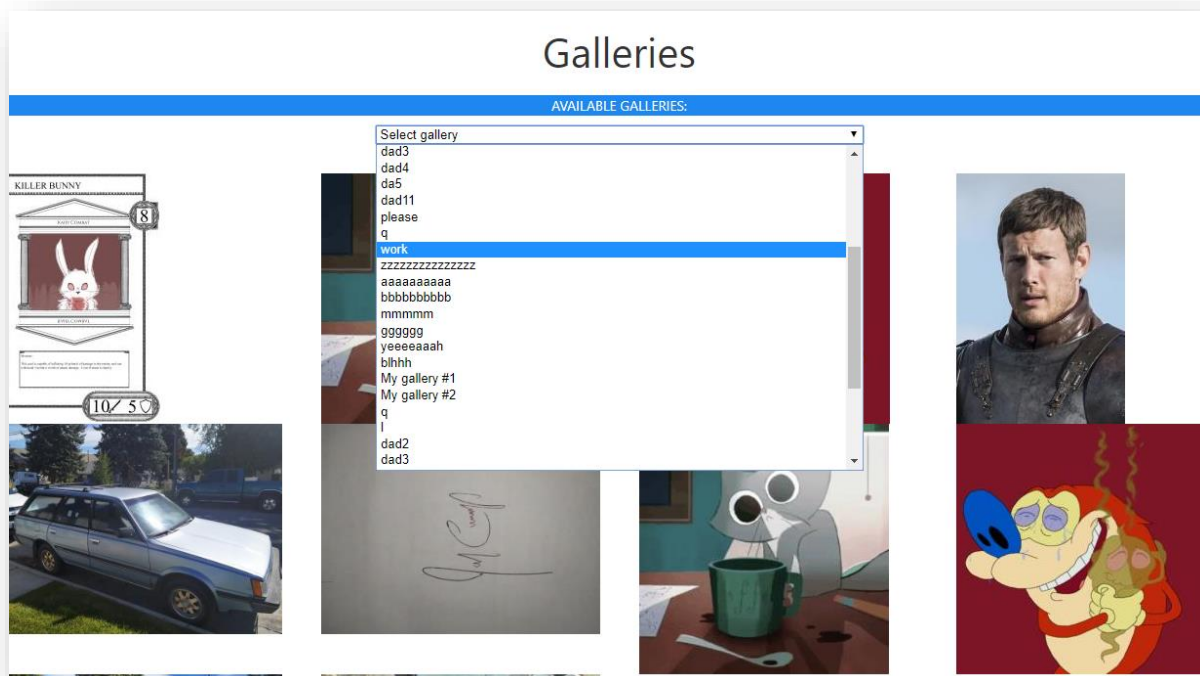 Galleries
AVAILABLE GALLERIES:
Select gallery
dad3
dad4
da5
dad11
please
q
work
zzzzzzzzzzzzzzz
aaaaaaaaaa
bbbbbbbbbb
mmmmm
gggggg
yeeeeaaah
blhhh
My gallery #1
My gallery #2
q
l
dad2
dad3
KILLER BUNNY
8
10/ 5